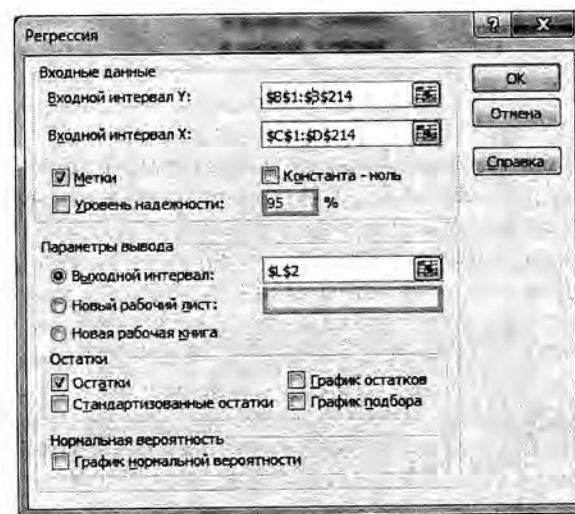 Регрессия
Входные данные
Входной интервал Y: $B$1:$B$214
Входной интервал X: $C$1:$D$214
Метки Константа - ноль
Уровень надежности: 95 %
Параметры вывода
Выходной интервал: $L$2
Новый рабочий лист:
Новая рабочая книга
Остатки
Остатки График остатков
Стандартизованные остатки График подбора
Нормальная вероятность
График нормальной вероятности
?
X
ОК
Отмена
Справка